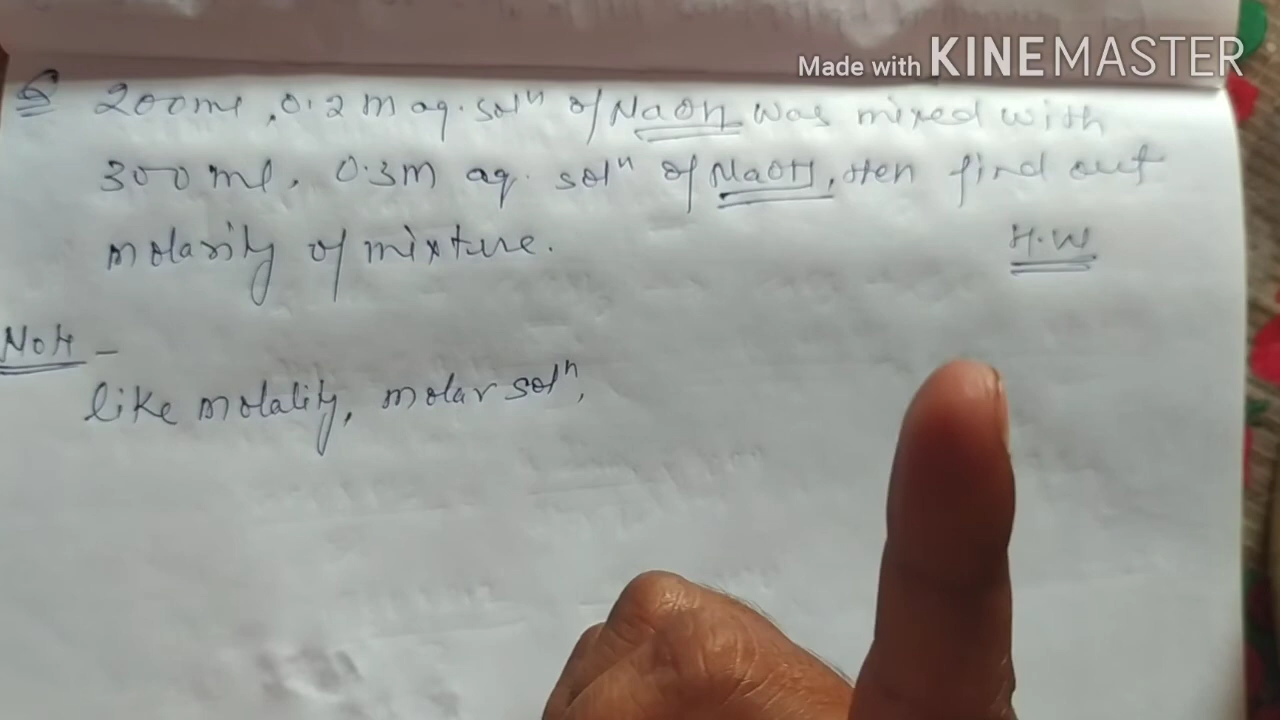 Made with KINEMASTER
Q 200ml, 0.2 M aq. solⁿ of NaOH was mixed with
300 ml, 0.3M aq. solⁿ of NaOH, then find out
molarity of mixture. H.W
Note -
like molality, molar solⁿ,